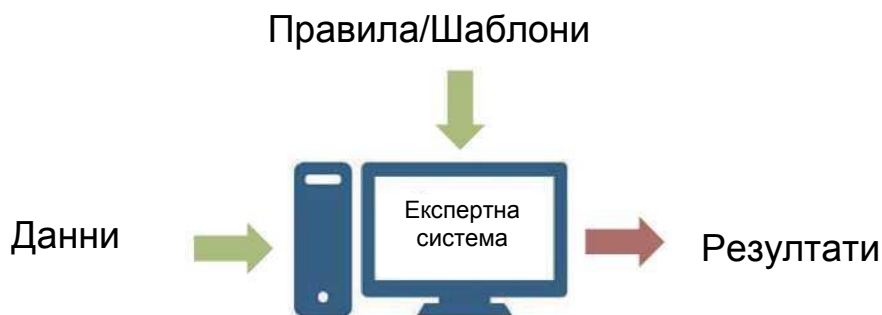 Правила/Шаблони
Експертна
система
Данни
Резултати